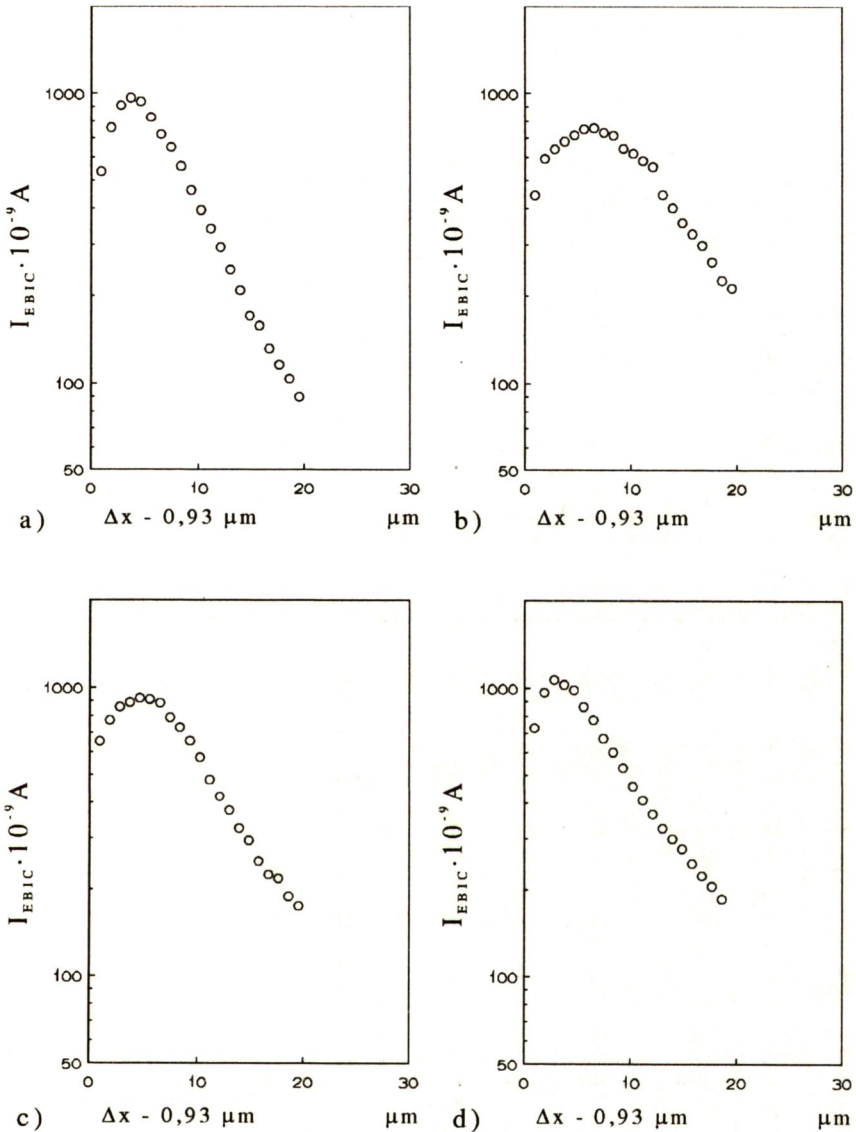 1000
100
50
I_EBIC · 10⁻⁹ A
0 10 20 30
a) Δx - 0,93 µm µm
1000
100
50
I_EBIC · 10⁻⁹ A
0 10 20 30
b) Δx - 0,93 µm µm
1000
100
50
I_EBIC · 10⁻⁹ A
0 10 20 30
c) Δx - 0,93 µm µm
1000
100
50
I_EBIC · 10⁻⁹ A
0 10 20 30
d) Δx - 0,93 µm µm